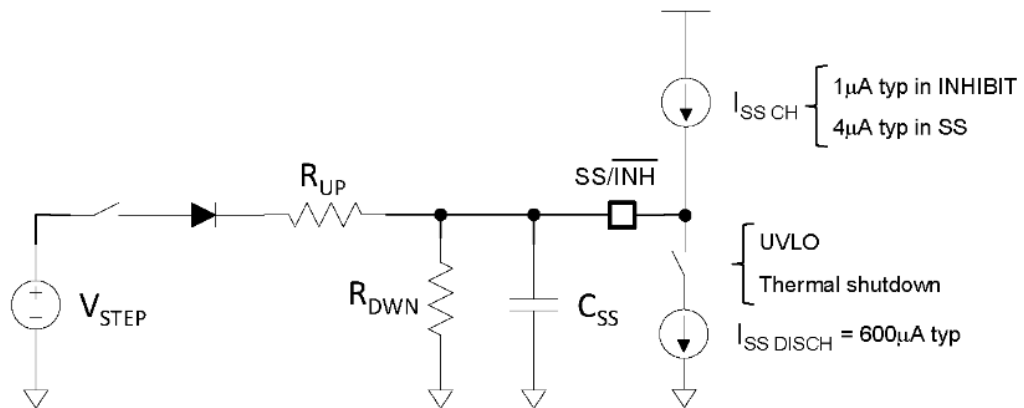 I_SS CH
1µA typ in INHIBIT
4µA typ in SS
R_UP
SS/INH
V_STEP
+
−
R_DWN
C_SS
UVLO
Thermal shutdown
I_SS DISCH = 600µA typ